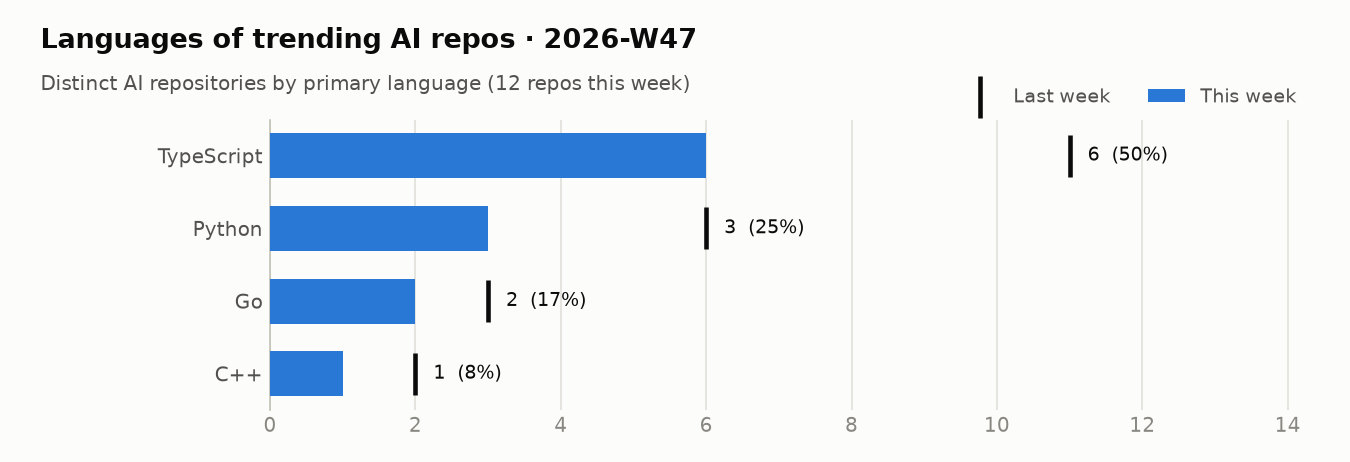 Languages of trending AI repos · 2026-W47
Distinct AI repositories by primary language (12 repos this week)
Last week
This week
TypeScript
6 (50%)
Python
3 (25%)
Go
2 (17%)
C++
1 (8%)
0 2 4 6 8 10 12 14